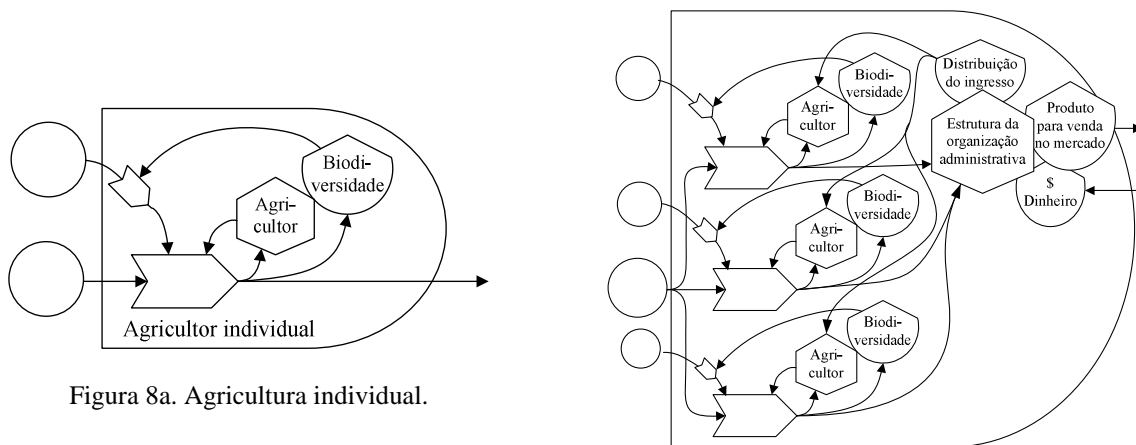 Biodi-
versidade
Agri-
cultor
Agricultor individual
Figura 8a. Agricultura individual.
Biodi-
versidade
Agri-
cultor
Distribuição
do ingresso
Estrutura da
organização
administrativa
Produto
para venda
no mercado
$
Dinheiro
Biodi-
versidade
Agri-
cultor
Biodi-
versidade
Agri-
cultor